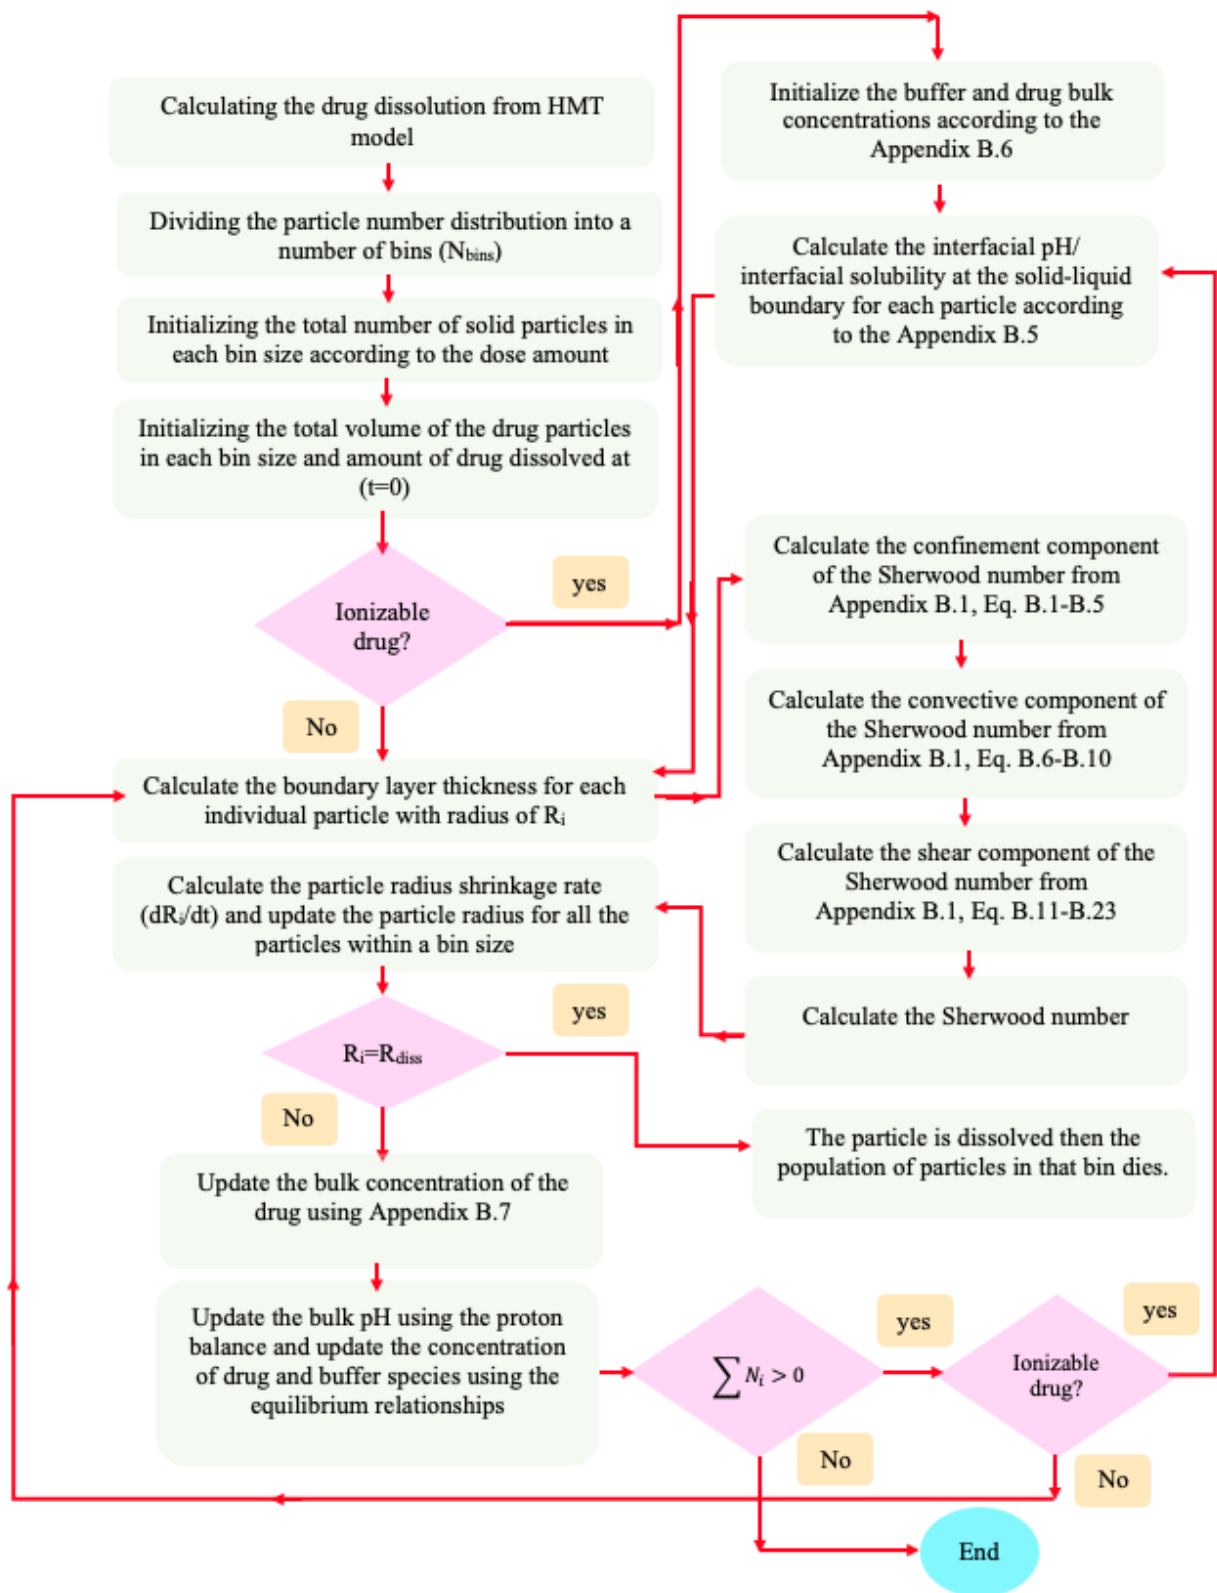 Calculating the drug dissolution from HMT
model
Dividing the particle number distribution into a
number of bins (Nbins)
Initializing the total number of solid particles in
each bin size according to the dose amount
Initializing the total volume of the drug particles
in each bin size and amount of drug dissolved at
(t=0)
Ionizable
drug?
yes
No
Initialize the buffer and drug bulk
concentrations according to the
Appendix B.6
Calculate the interfacial pH/
interfacial solubility at the solid-liquid
boundary for each particle according
to the Appendix B.5
Calculate the boundary layer thickness for each
individual particle with radius of Ri
Calculate the confinement component
of the Sherwood number from
Appendix B.1, Eq. B.1-B.5
Calculate the convective component of
the Sherwood number from
Appendix B.1, Eq. B.6-B.10
Calculate the shear component of the
Sherwood number from
Appendix B.1, Eq. B.11-B.23
Calculate the Sherwood number
Calculate the particle radius shrinkage rate
(dRi/dt) and update the particle radius for all the
particles within a bin size
Ri=Rdiss
yes
No
The particle is dissolved then the
population of particles in that bin dies.
Update the bulk concentration of the
drug using Appendix B.7
Update the bulk pH using the proton
balance and update the concentration
of drug and buffer species using the
equilibrium relationships
∑ Ni > 0
yes
No
Ionizable
drug?
yes
No
End